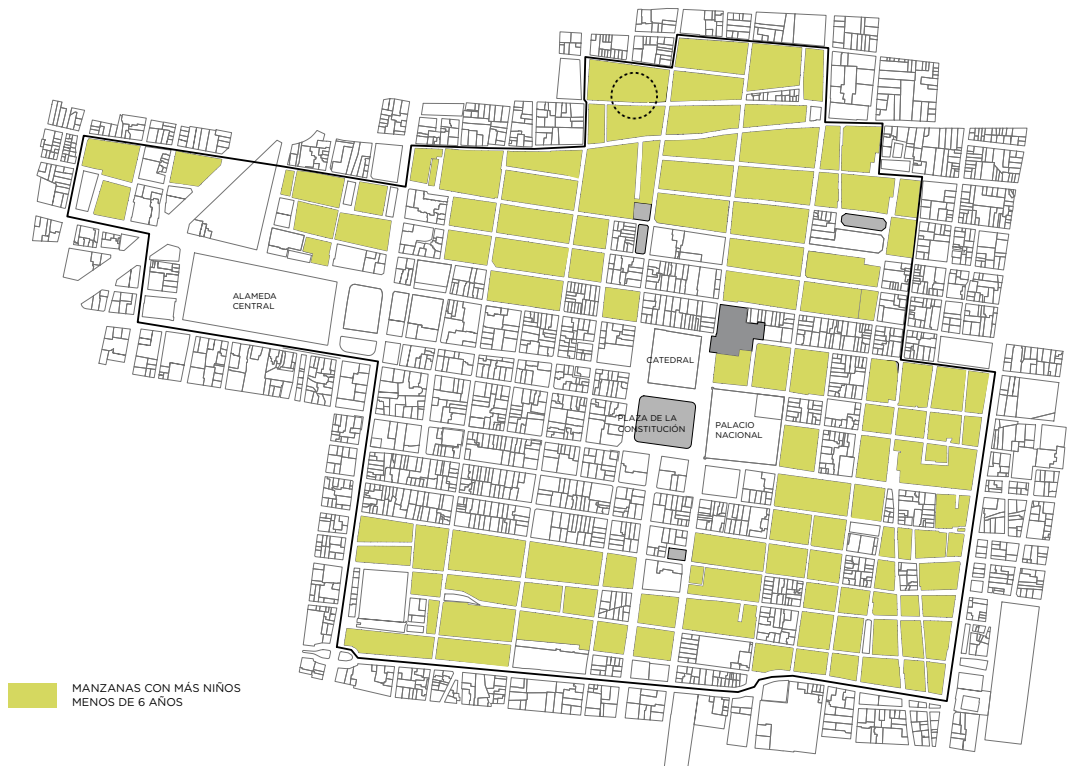 ALAMEDA
CENTRAL
CATEDRAL
PLAZA DE LA
CONSTITUCIÓN
PALACIO
NACIONAL
MANZANAS CON MÁS NIÑOS
MENOS DE 6 AÑOS